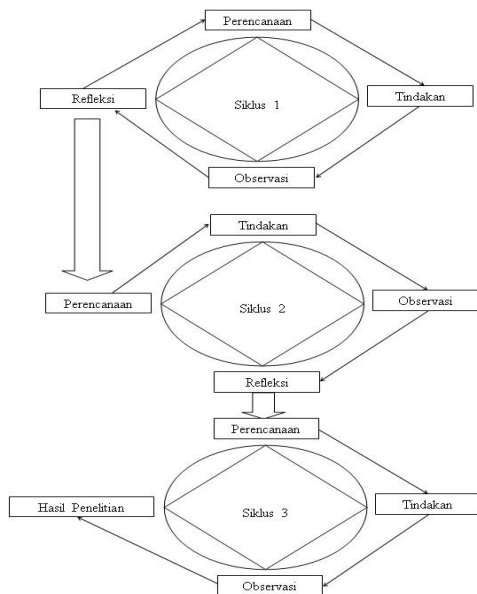 Perencanaan
Refleksi
Siklus 1
Tindakan
Observasi
Tindakan
Perencanaan
Siklus 2
Observasi
Refleksi
Perencanaan
Hasil Penelitian
Siklus 3
Tindakan
Observasi